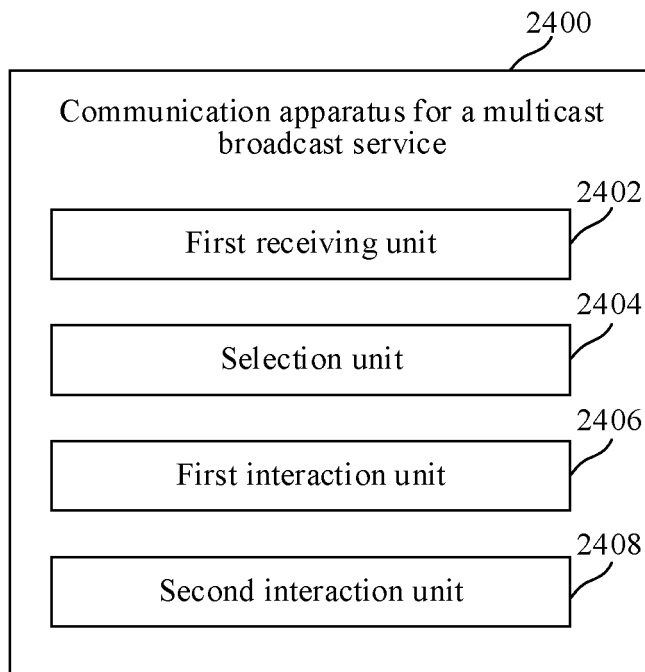 2400
Communication apparatus for a multicast
broadcast service
2402
First receiving unit
2404
Selection unit
2406
First interaction unit
2408
Second interaction unit